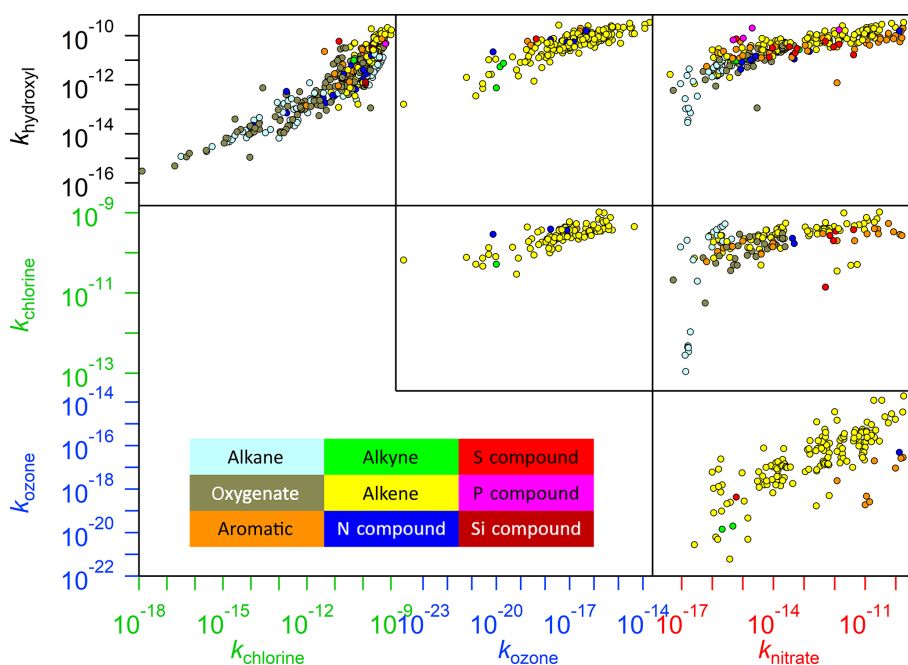 k_hydroxyl
10^-10
10^-12
10^-14
10^-16
k_chlorine
10^-9
10^-11
10^-13
k_ozone
10^-14
10^-16
10^-18
10^-20
10^-22
Alkane Alkyne S compound
Oxygenate Alkene P compound
Aromatic N compound Si compound
10^-18 10^-15 10^-12 10^-9 10^-23 10^-20 10^-17 10^-14 10^-17 10^-14 10^-11
k_chlorine k_ozone k_nitrate